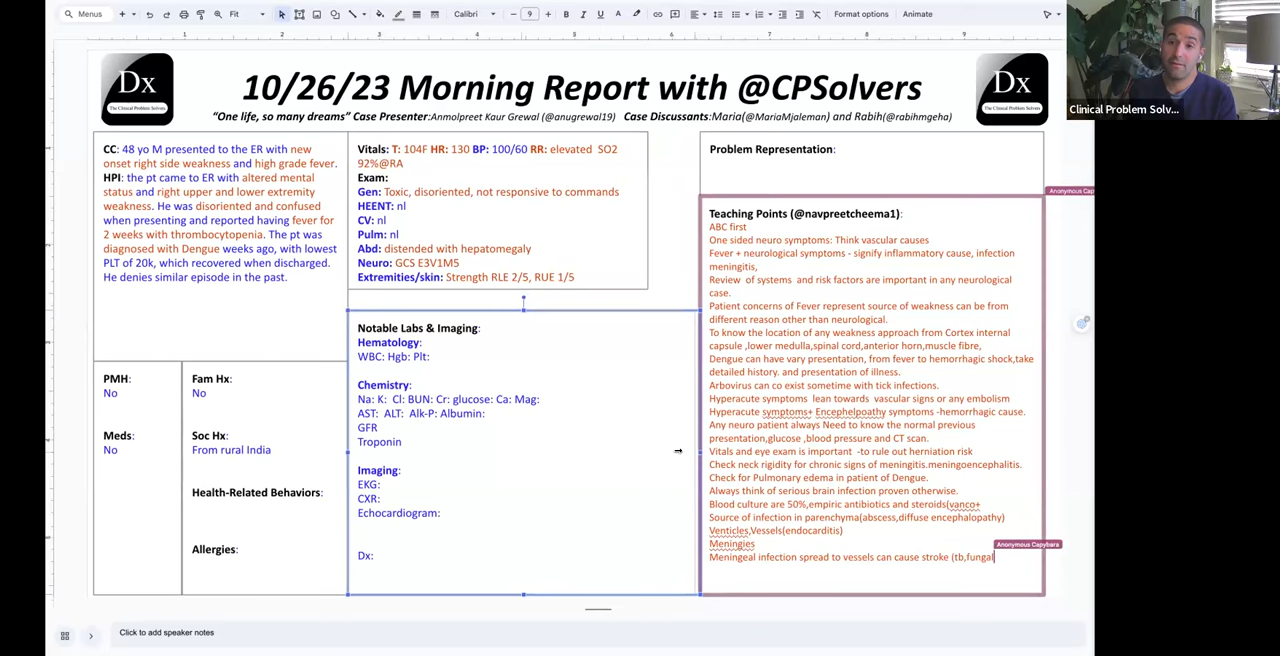 Menus
Fit
Calibri
9
Format options
Animate
1 2 3 4 5 6 7 8 9
Clinical Problem Solv...
Dx
The Clinical Problem Solvers
10/26/23 Morning Report with @CPSolvers
"One life, so many dreams" Case Presenter:Anmolpreet Kaur Grewal (@anugrewal19) Case Discussants:Maria(@MariaMjaleman) and Rabih(@rabihmgeha)
Dx
The Clinical Problem Solvers
CC: 48 yo M presented to the ER with new
onset right side weakness and high grade fever.
HPI: the pt came to ER with altered mental
status and right upper and lower extremity
weakness. He was disoriented and confused
when presenting and reported having fever for
2 weeks with thrombocytopenia. The pt was
diagnosed with Dengue weeks ago, with lowest
PLT of 20k, which recovered when discharged.
He denies similar episode in the past.
PMH:
No
Meds:
No
Fam Hx:
No
Soc Hx:
From rural India
Health-Related Behaviors:
Allergies:
Vitals: T: 104F HR: 130 BP: 100/60 RR: elevated SO2
92%@RA
Exam:
Gen: Toxic, disoriented, not responsive to commands
HEENT: nl
CV: nl
Pulm: nl
Abd: distended with hepatomegaly
Neuro: GCS E3V1M5
Extremities/skin: Strength RLE 2/5, RUE 1/5
Notable Labs & Imaging:
Hematology:
WBC: Hgb: Plt:
Chemistry:
Na: K: Cl: BUN: Cr: glucose: Ca: Mag:
AST: ALT: Alk-P: Albumin:
GFR
Troponin
Imaging:
EKG:
CXR:
Echocardiogram:
Dx:
Problem Representation:
Anonymous Cap
Teaching Points (@navpreetcheema1):
ABC first
One sided neuro symptoms: Think vascular causes
Fever + neurological symptoms - signify inflammatory cause, infection
meningitis,
Review of systems and risk factors are important in any neurological
case.
Patient concerns of Fever represent source of weakness can be from
different reason other than neurological.
To know the location of any weakness approach from Cortex internal
capsule ,lower medulla,spinal cord,anterior horn,muscle fibre,
Dengue can have vary presentation, from fever to hemorrhagic shock,take
detailed history. and presentation of illness.
Arbovirus can co exist sometime with tick infections.
Hyperacute symptoms lean towards vascular signs or any embolism
Hyperacute symptoms+ Encephelpoathy symptoms -hemorrhagic cause.
Any neuro patient always Need to know the normal previous
presentation,glucose ,blood pressure and CT scan.
Vitals and eye exam is important -to rule out herniation risk
Check neck rigidity for chronic signs of meningitis.meningoencephalitis.
Check for Pulmonary edema in patient of Dengue.
Always think of serious brain infection proven otherwise.
Blood culture are 50%,empiric antibiotics and steroids(vanco+
Source of infection in parenchyma(abscess,diffuse encephalopathy)
Venticles,Vessels(endocarditis)
Meningies
Anonymous Capybara
Meningeal infection spread to vessels can cause stroke (tb,fungal
Click to add speaker notes